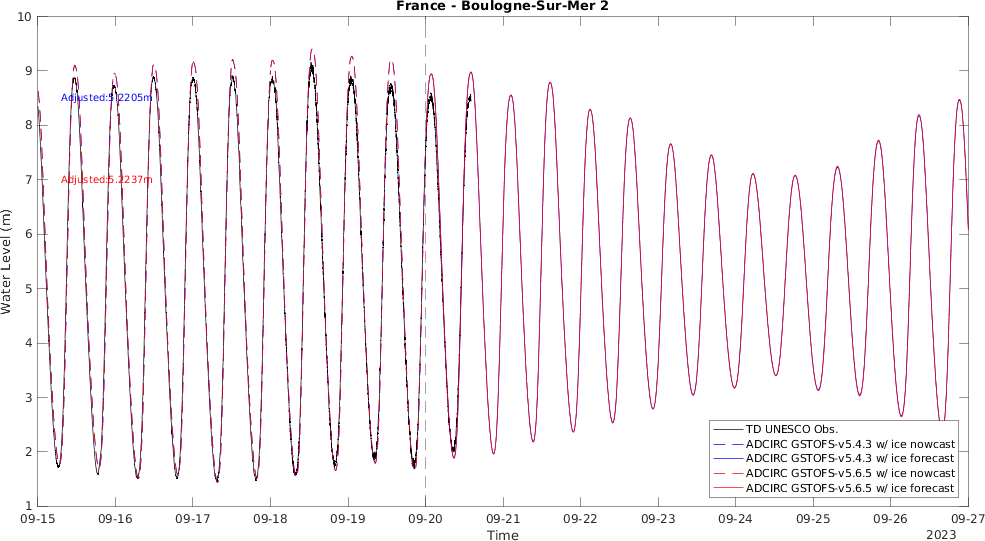 France - Boulogne-Sur-Mer 2
10
9
8
7
6
5
4
3
2
1
Water Level (m)
Adjusted:5.2205m
Adjusted:5.2237m
TD UNESCO Obs.
ADCIRC GSTOFS-v5.4.3 w/ ice nowcast
ADCIRC GSTOFS-v5.4.3 w/ ice forecast
ADCIRC GSTOFS-v5.6.5 w/ ice nowcast
ADCIRC GSTOFS-v5.6.5 w/ ice forecast
09-15 09-16 09-17 09-18 09-19 09-20 09-21 09-22 09-23 09-24 09-25 09-26 09-27
Time
2023